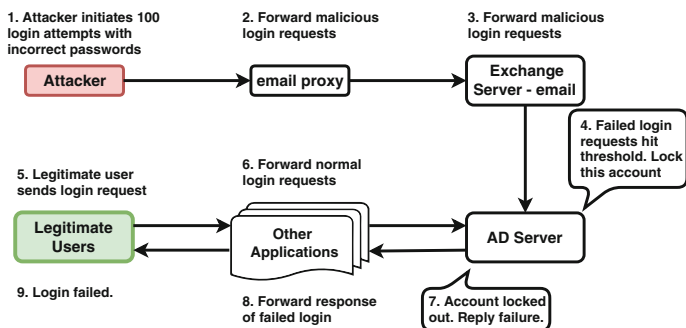 1. Attacker initiates 100
login attempts with
incorrect passwords
2. Forward malicious
login requests
3. Forward malicious
login requests
Attacker
email proxy
Exchange
Server - email
4. Failed login
requests hit
threshold. Lock
this account
5. Legitimate user
sends login request
6. Forward normal
login requests
Legitimate
Users
Other
Applications
AD Server
9. Login failed.
8. Forward response
of failed login
7. Account locked
out. Reply failure.